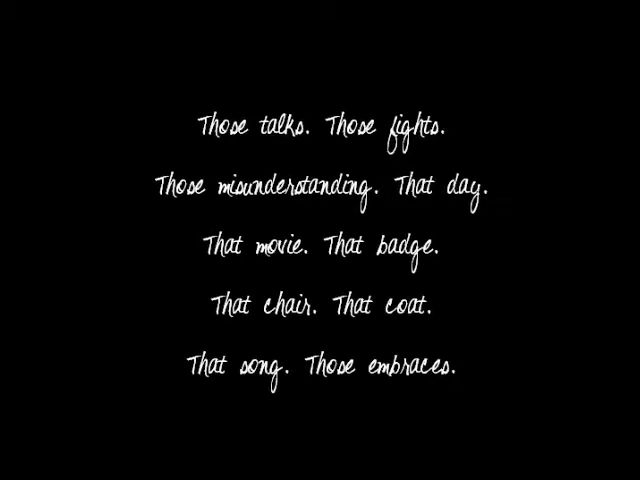 Those talks. Those fights.
Those misunderstanding. That day.
That movie. That badge.
That chair. That coat.
That song. Those embraces.